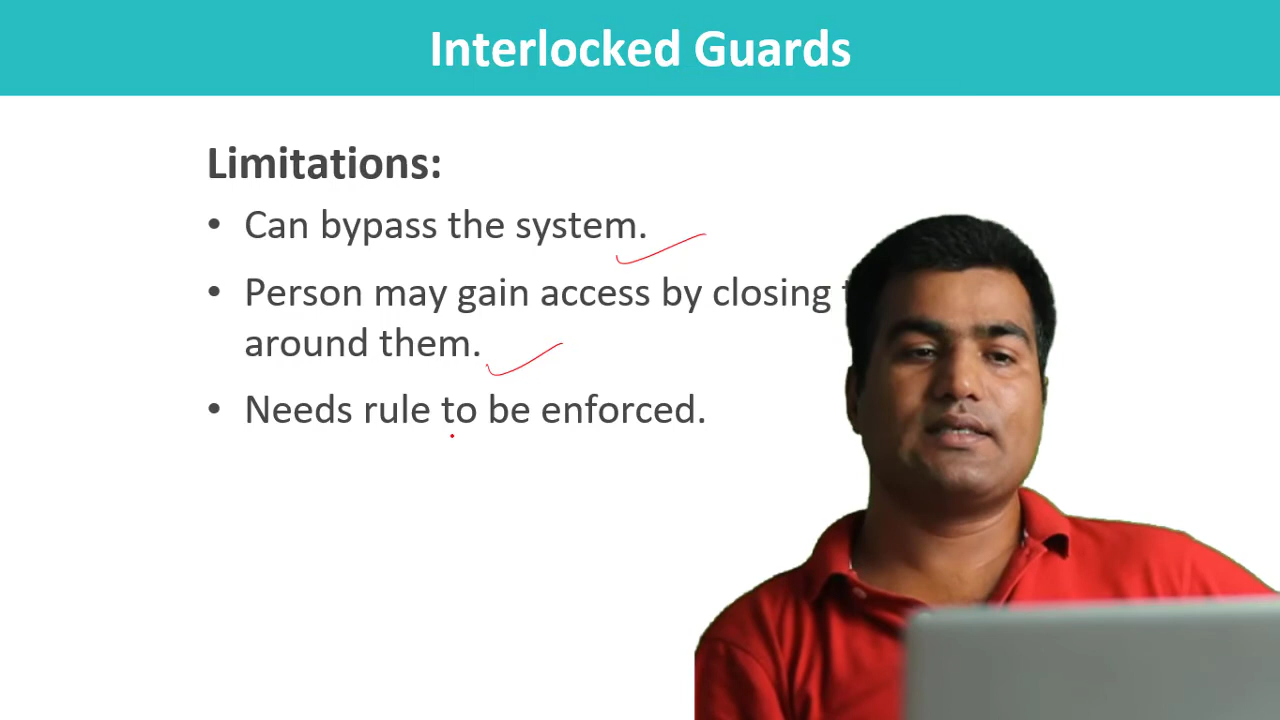 Interlocked Guards
Limitations:
• Can bypass the system.
• Person may gain access by closing
around them.
• Needs rule to be enforced.